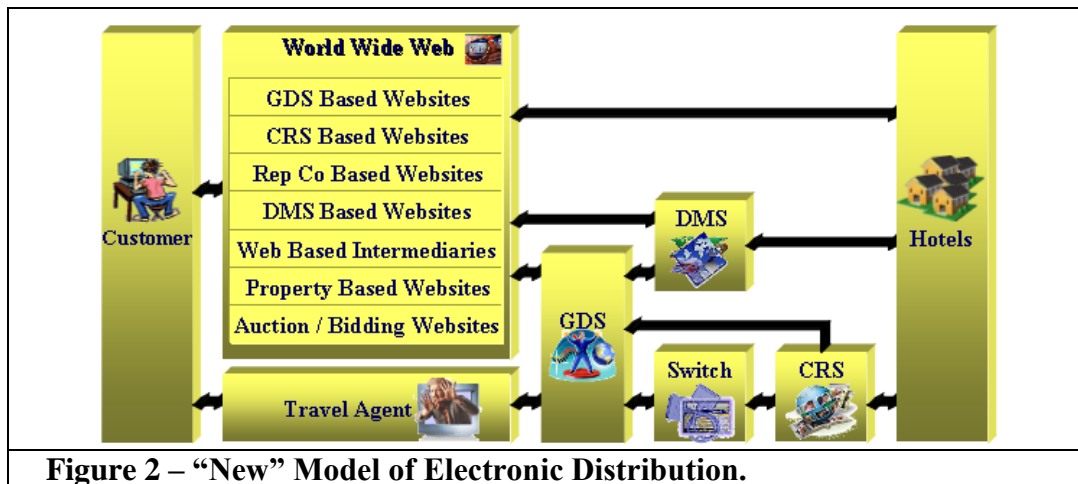 World Wide Web
GDS Based Websites
CRS Based Websites
Rep Co Based Websites
DMS Based Websites
Web Based Intermediaries
Property Based Websites
Auction / Bidding Websites
Customer
Travel Agent
GDS
DMS
Switch
CRS
Hotels
Figure 2 – “New” Model of Electronic Distribution.